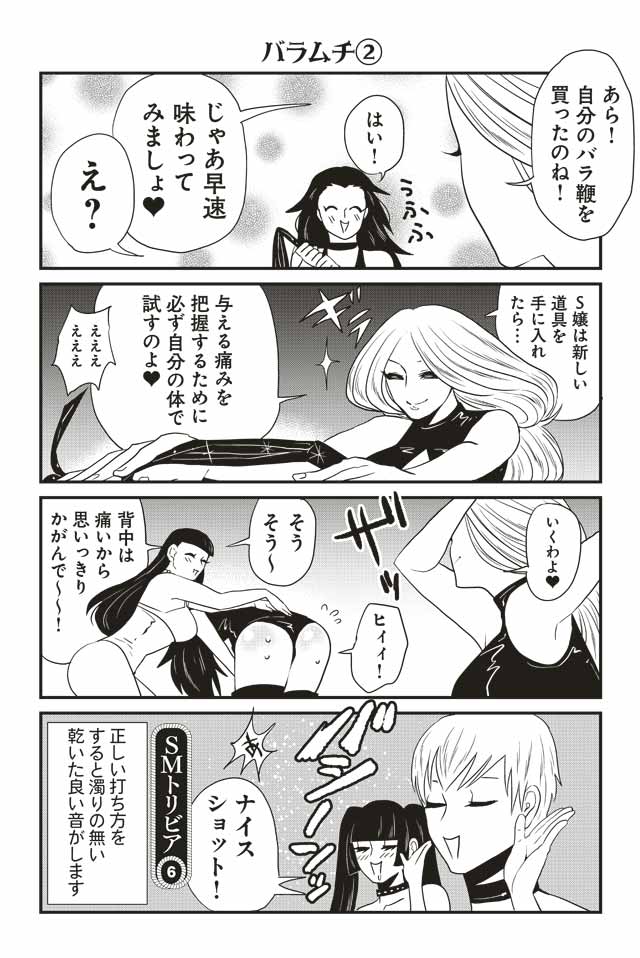 バラムチ②
あら！
自分のバラ鞭を
買ったのね！
はい！
うふ
ふふ
じゃあ早速
味わって
みましょ♥
え？
S嬢は新しい
道具を
手に入れ
たら…
与える痛みを
把握するために
必ず自分の体で
試すのよ♥
えええ
えええ
いくわよ♥
そう
そう〜
ヒィィ！
背中は
痛いから
思いっきり
かがんで〜〜！
バシーーンッ
あ
ナイス
ショット！
SMトリビア⑥
正しい打ち方を
すると濁りの無い
乾いた良い音がします